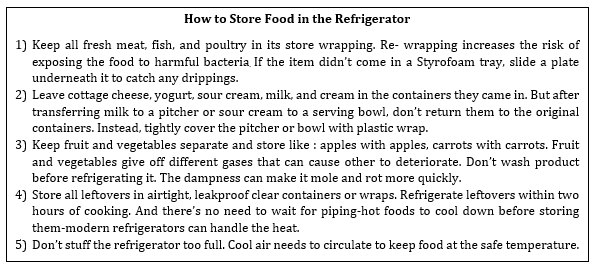 How to Store Food in the Refrigerator
1) Keep all fresh meat, fish, and poultry in its store wrapping. Re- wrapping increases the risk of
exposing the food to harmful bacteria. If the item didn't come in a Styrofoam tray, slide a plate
underneath it to catch any drippings.
2) Leave cottage cheese, yogurt, sour cream, milk, and cream in the containers they came in. But after
transferring milk to a pitcher or sour cream to a serving bowl, don't return them to the original
containers. Instead, tightly cover the pitcher or bowl with plastic wrap.
3) Keep fruit and vegetables separate and store like : apples with apples, carrots with carrots. Fruit
and vegetables give off different gases that can cause other to deteriorate. Don't wash product
before refrigerating it. The dampness can make it mole and rot more quickly.
4) Store all leftovers in airtight, leakproof clear containers or wraps. Refrigerate leftovers within two
hours of cooking. And there's no need to wait for piping-hot foods to cool down before storing
them-modern refrigerators can handle the heat.
5) Don't stuff the refrigerator too full. Cool air needs to circulate to keep food at the safe temperature.